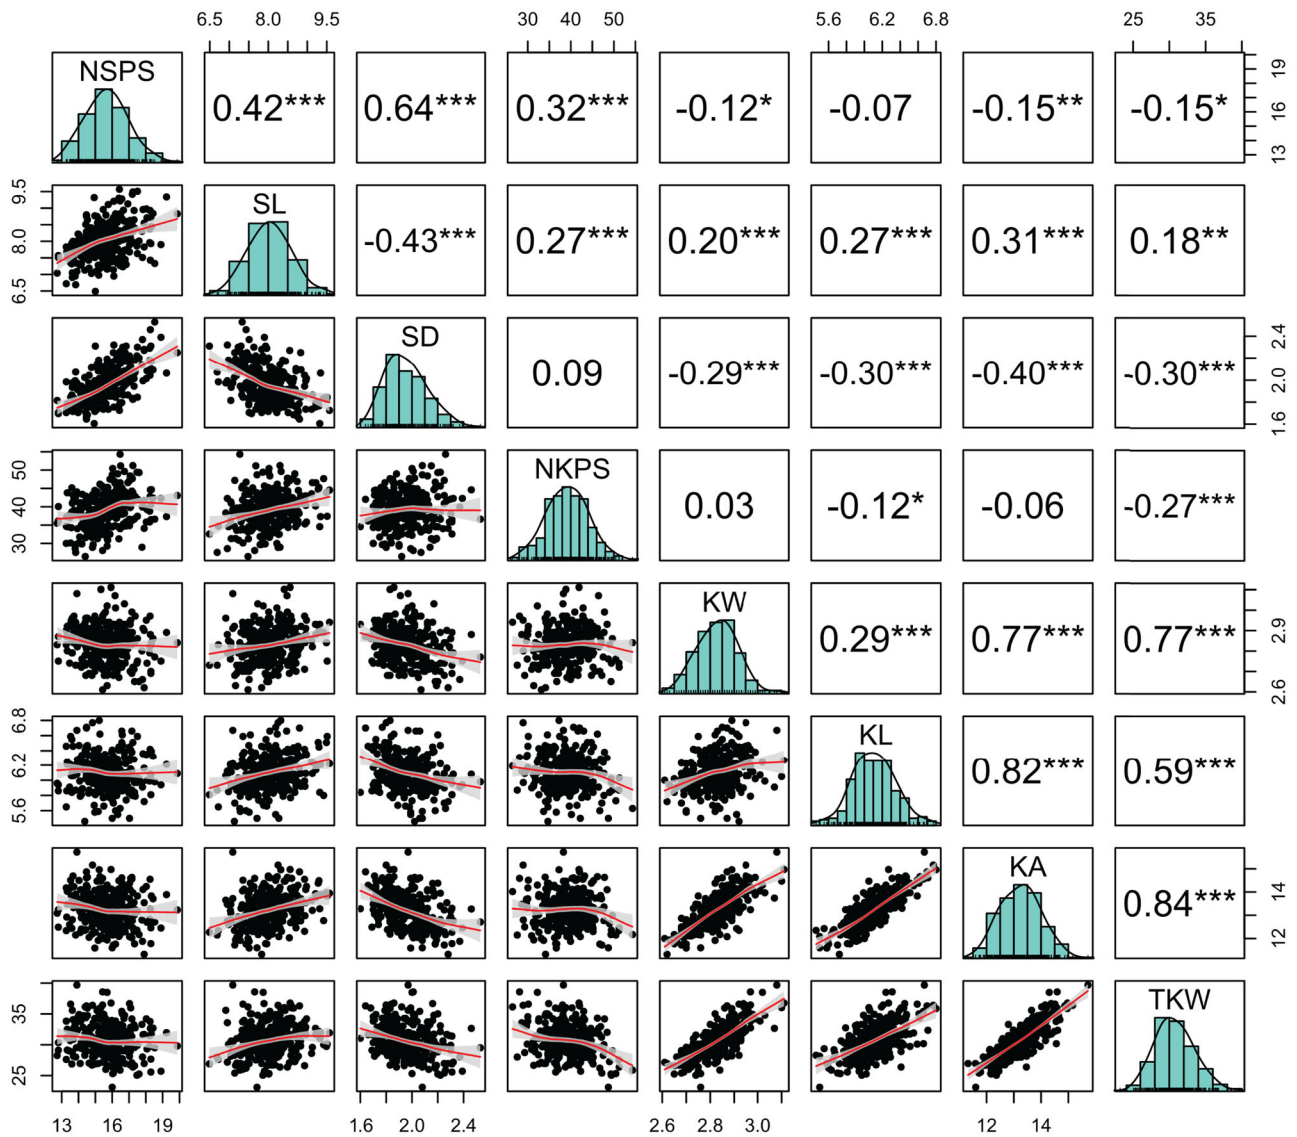 6.5 8.0 9.5 30 40 50 5.6 6.2 6.8 25 35
NSPS 0.42*** 0.64*** 0.32*** -0.12* -0.07 -0.15** -0.15* 13 16 19
6.5 8.0 9.5 SL -0.43*** 0.27*** 0.20*** 0.27*** 0.31*** 0.18**
SD 0.09 -0.29*** -0.30*** -0.40*** -0.30*** 1.6 2.0 2.4
30 40 50 NKPS 0.03 -0.12* -0.06 -0.27***
KW 0.29*** 0.77*** 0.77*** 2.6 2.9
5.6 6.2 6.8 KL 0.82*** 0.59***
KA 0.84*** 12 14
25 35 TKW
13 16 19 1.6 2.0 2.4 2.6 2.8 3.0 12 14